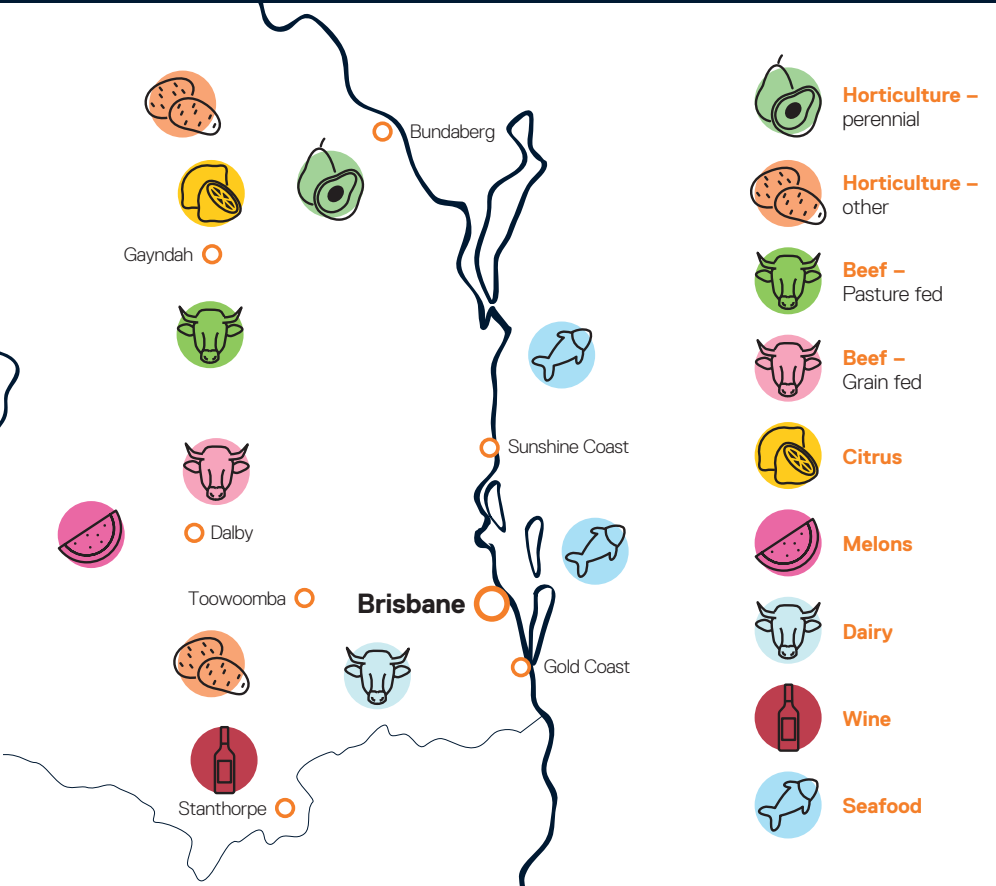 Bundaberg
Gayndah
Sunshine Coast
Dalby
Toowoomba
Brisbane
Gold Coast
Stanthorpe
Horticulture –
perennial
Horticulture –
other
Beef –
Pasture fed
Beef –
Grain fed
Citrus
Melons
Dairy
Wine
Seafood